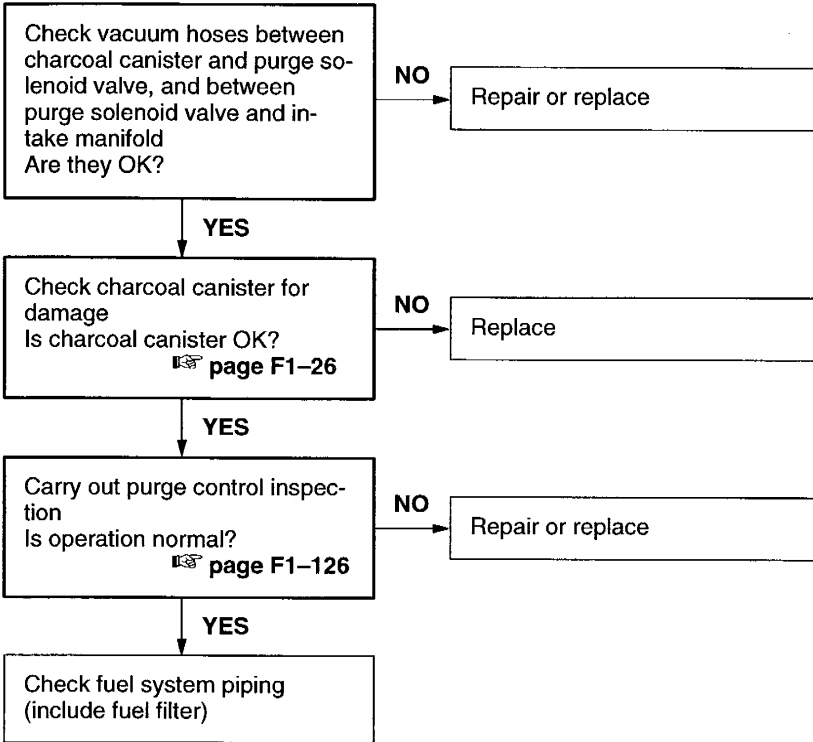 Check vacuum hoses between
charcoal canister and purge so-
lenoid valve, and between
purge solenoid valve and in-
take manifold
Are they OK?
NO
Repair or replace
YES
Check charcoal canister for
damage
Is charcoal canister OK?
☞ page F1–26
NO
Replace
YES
Carry out purge control inspec-
tion
Is operation normal?
☞ page F1–126
NO
Repair or replace
YES
Check fuel system piping
(include fuel filter)